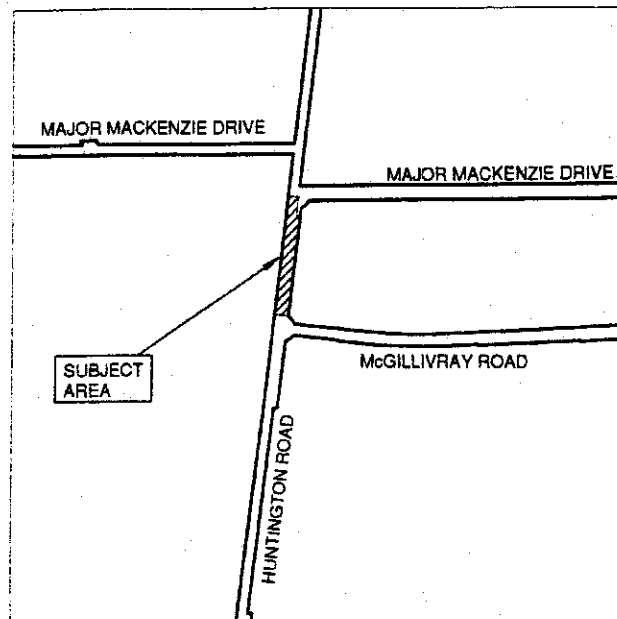 MAJOR MACKENZIE DRIVE
MAJOR MACKENZIE DRIVE
SUBJECT
AREA
McGILLIVRAY ROAD
HUNTINGTON ROAD